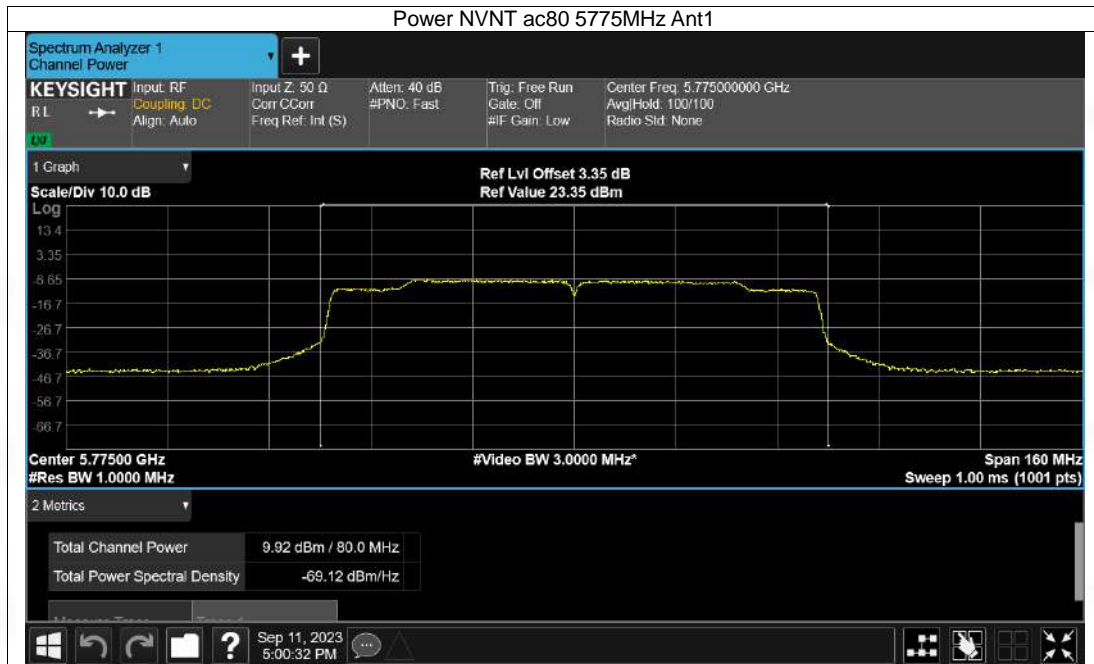 Power NVNT ac80 5775MHz Ant1
Spectrum Analyzer 1
Channel Power
+
KEYSIGHT
R L
LXI
Input: RF
Coupling: DC
Align: Auto
Input Z: 50 Ω
Corr CCorr
Freq Ref: Int (S)
Atten: 40 dB
#PNO: Fast
Trig: Free Run
Gate: Off
#IF Gain: Low
Center Freq: 5.775000000 GHz
Avg|Hold: 100/100
Radio Std: None
1 Graph
Scale/Div 10.0 dB
Ref Lvl Offset 3.35 dB
Ref Value 23.35 dBm
Log
13.4
3.35
-6.65
-16.7
-26.7
-36.7
-46.7
-56.7
-66.7
Center 5.77500 GHz
#Res BW 1.0000 MHz
#Video BW 3.0000 MHz*
Span 160 MHz
Sweep 1.00 ms (1001 pts)
2 Metrics
Total Channel Power 9.92 dBm / 80.0 MHz
Total Power Spectral Density -69.12 dBm/Hz
?
Sep 11, 2023
5:00:32 PM